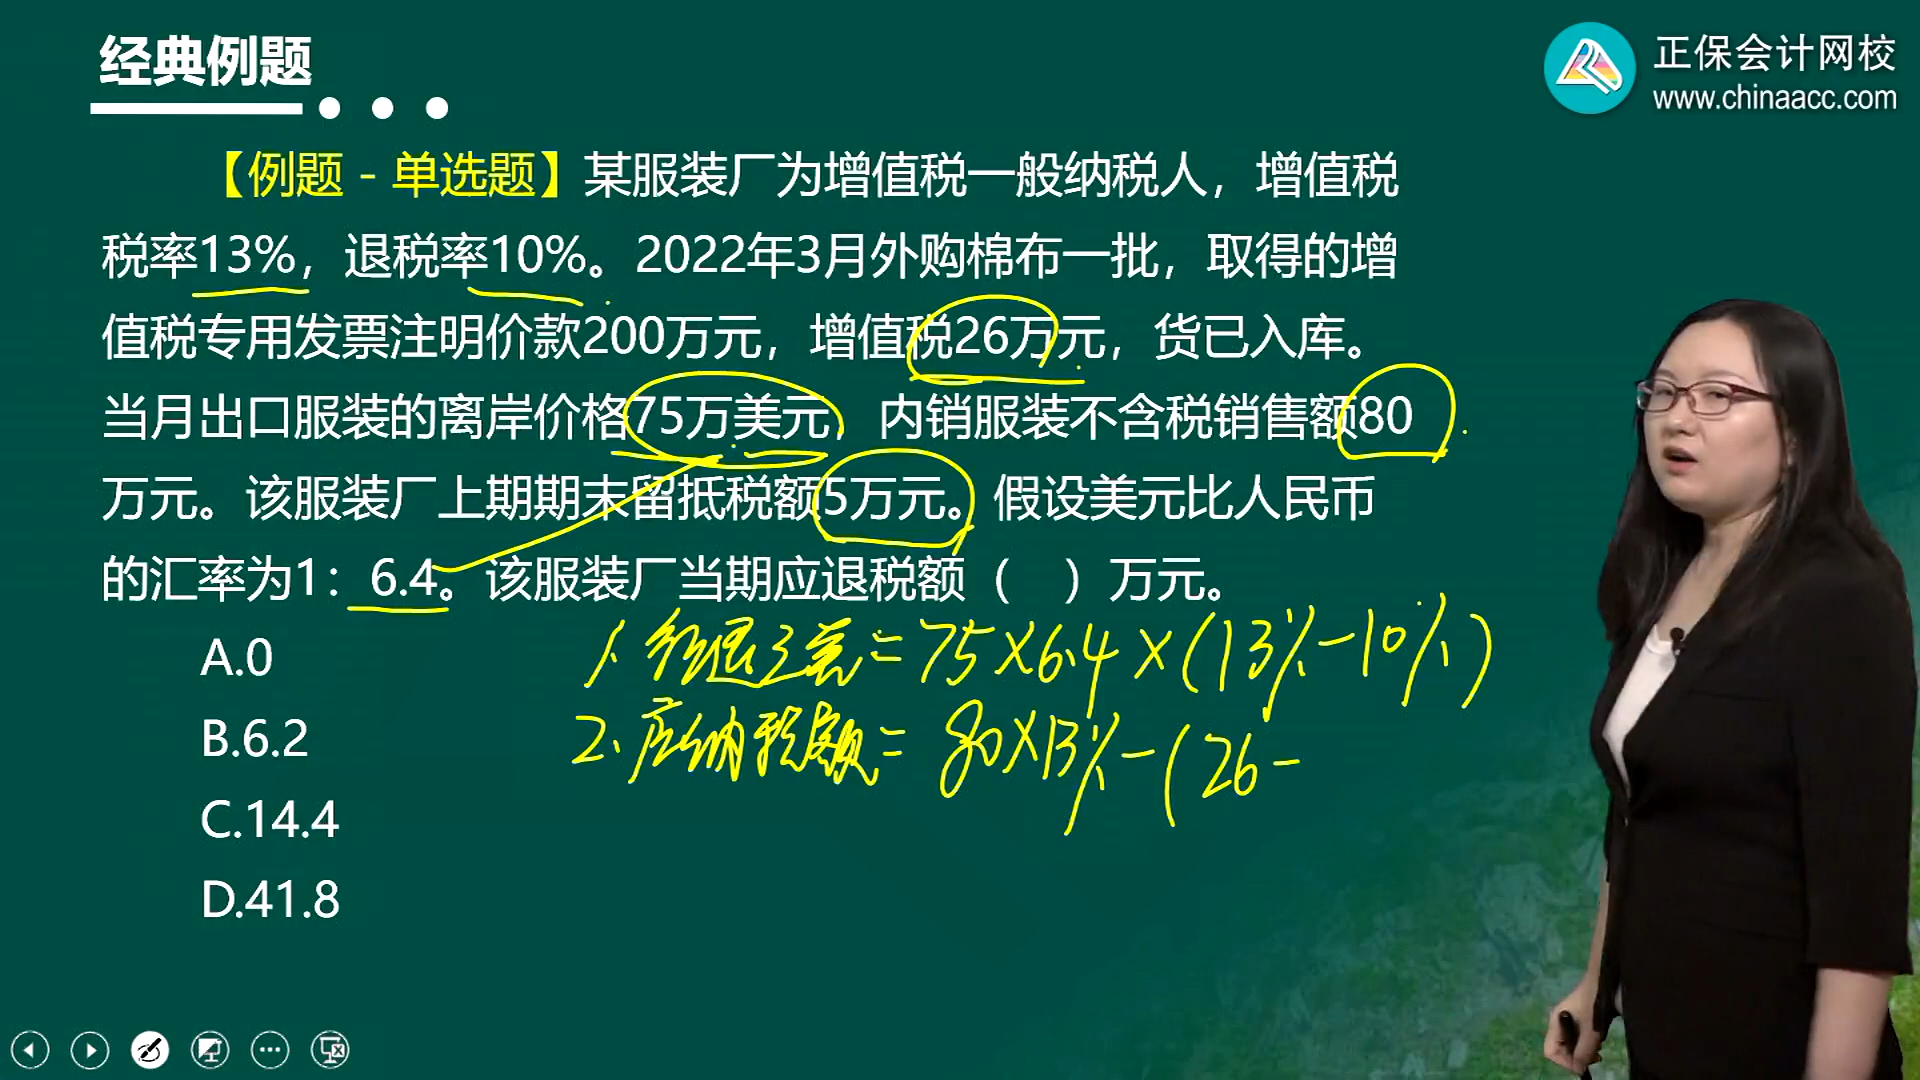 经典例题
正保会计网校
www.chinaacc.com
【例题－单选题】某服装厂为增值税一般纳税人，增值税
税率13%，退税率10%。2022年3月外购棉布一批，取得的增
值税专用发票注明价款200万元，增值税26万元，货已入库。
当月出口服装的离岸价格75万美元，内销服装不含税销售额80
万元。该服装厂上期期末留抵税额5万元。假设美元比人民币
的汇率为1：6.4。该服装厂当期应退税额（ ）万元。
A.0
B.6.2
C.14.4
D.41.8
1、征退之差=75×6.4×(13%-10%)
2、应纳税额=80×13%-(26-